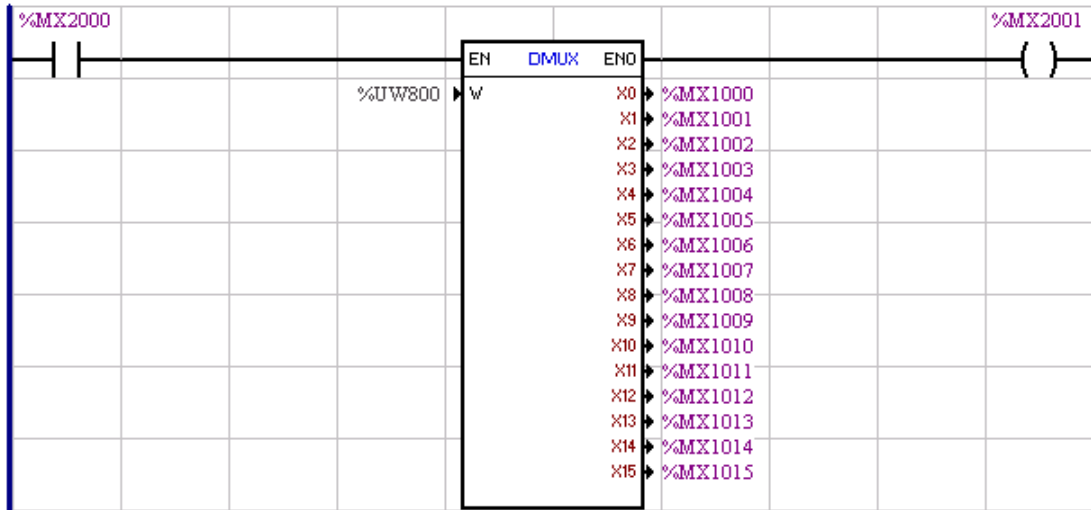 %MX2000 %MX2001
EN DMUX ENO
%UW800 W X0 %MX1000
X1 %MX1001
X2 %MX1002
X3 %MX1003
X4 %MX1004
X5 %MX1005
X6 %MX1006
X7 %MX1007
X8 %MX1008
X9 %MX1009
X10 %MX1010
X11 %MX1011
X12 %MX1012
X13 %MX1013
X14 %MX1014
X15 %MX1015